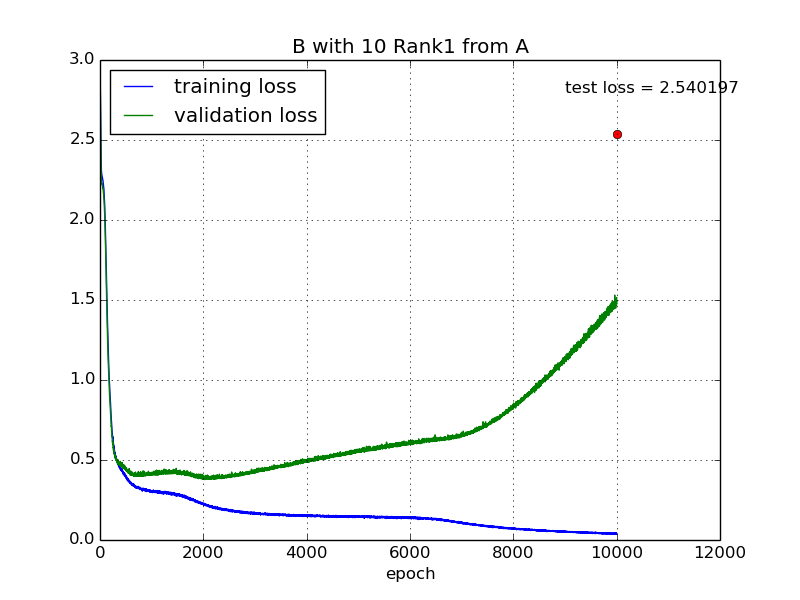 B with 10 Rank1 from A
3.0
2.5
2.0
1.5
1.0
0.5
0.0
training loss
validation loss
test loss = 2.540197
0 2000 4000 6000 8000 10000 12000
epoch